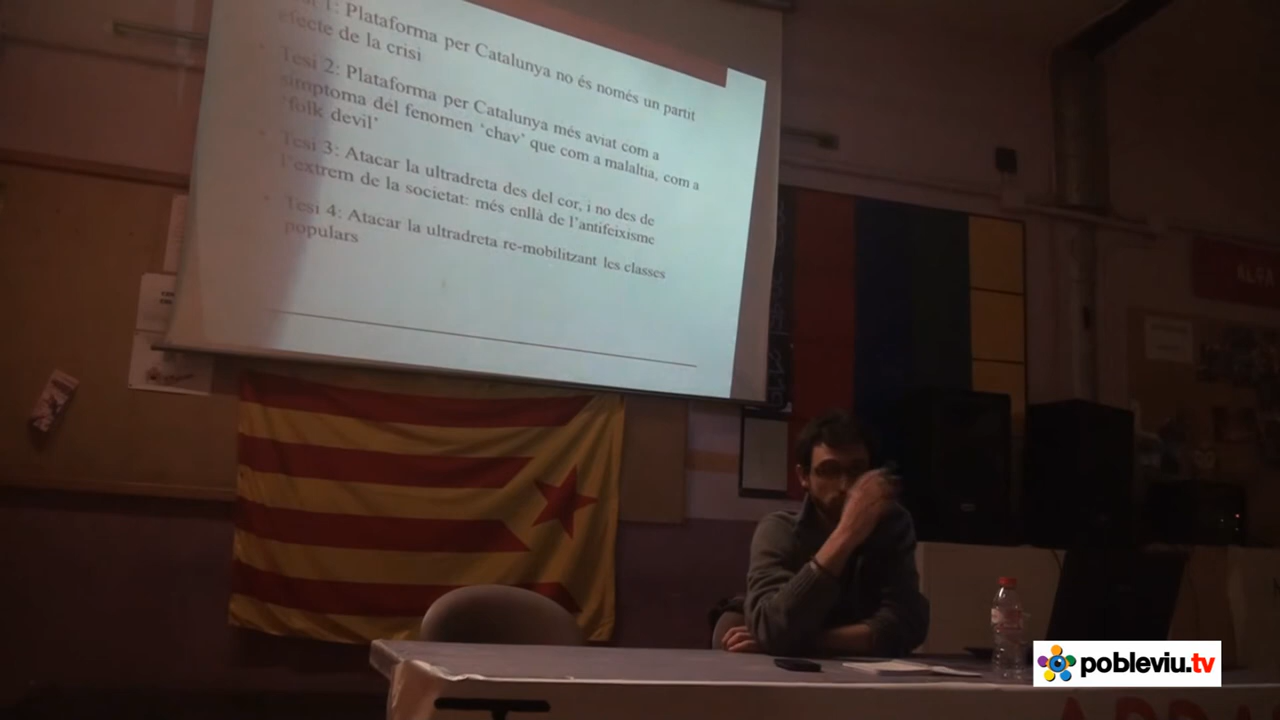 1: Plataforma per Catalunya no és només un partit
efecte de la crisi
Tesi 2: Plataforma per Catalunya més aviat com a
símptoma del fenomen ‘chav’ que com a malaltia, com a
‘folk devil’
Tesi 3: Atacar la ultradreta des del cor, i no des de
l’extrem de la societat: més enllà de l’antifeixisme
Tesi 4: Atacar la ultradreta re-mobilitzant les classes
populars
pobleviu.tv